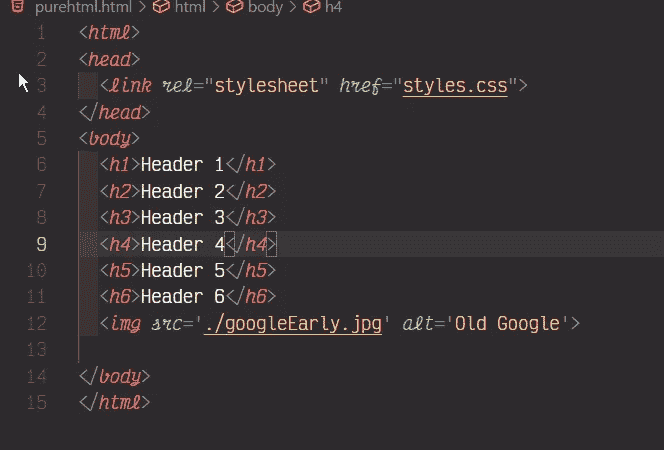 purehtml.html > html > body > h4
1 <html>
2 <head>
3 <link rel="stylesheet" href="styles.css">
4 </head>
5 <body>
6 <h1>Header 1</h1>
7 <h2>Header 2</h2>
8 <h3>Header 3</h3>
9 <h4>Header 4</h4>
10 <h5>Header 5</h5>
11 <h6>Header 6</h6>
12 <img src='./googleEarly.jpg' alt='Old Google'>
13
14 </body>
15 </html>